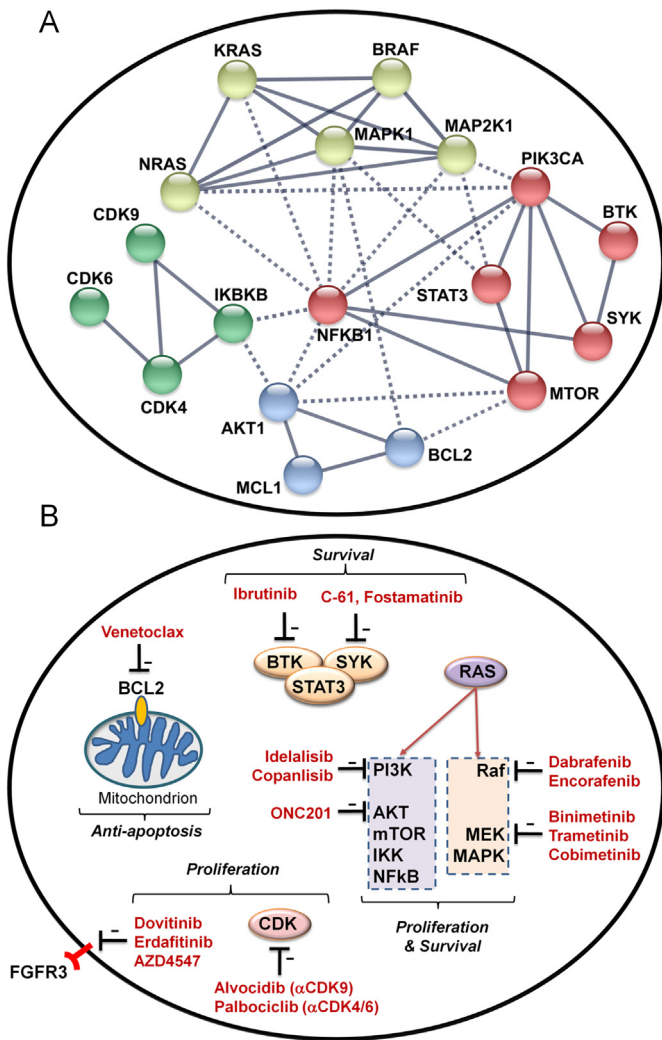 A
KRAS
BRAF
MAPK1
MAP2K1
NRAS
PIK3CA
CDK9
BTK
CDK6
IKBKB
STAT3
NFKB1
SYK
CDK4
MTOR
AKT1
BCL2
MCL1
B
Survival
Ibrutinib
C-61, Fostamatinib
Venetoclax
–
–
–
BCL2
BTK
SYK
STAT3
RAS
Mitochondrion
Anti-apoptosis
Idelalisib
Copanlisib
–
PI3K
Raf
–
Dabrafenib
Encorafenib
ONC201
–
AKT
mTOR
IKK
NFkB
MEK
MAPK
–
Binimetinib
Trametinib
Cobimetinib
Proliferation
Proliferation
& Survival
Dovitinib
Erdafitinib
AZD4547
–
CDK
–
FGFR3
Alvocidib (αCDK9)
Palbociclib (αCDK4/6)